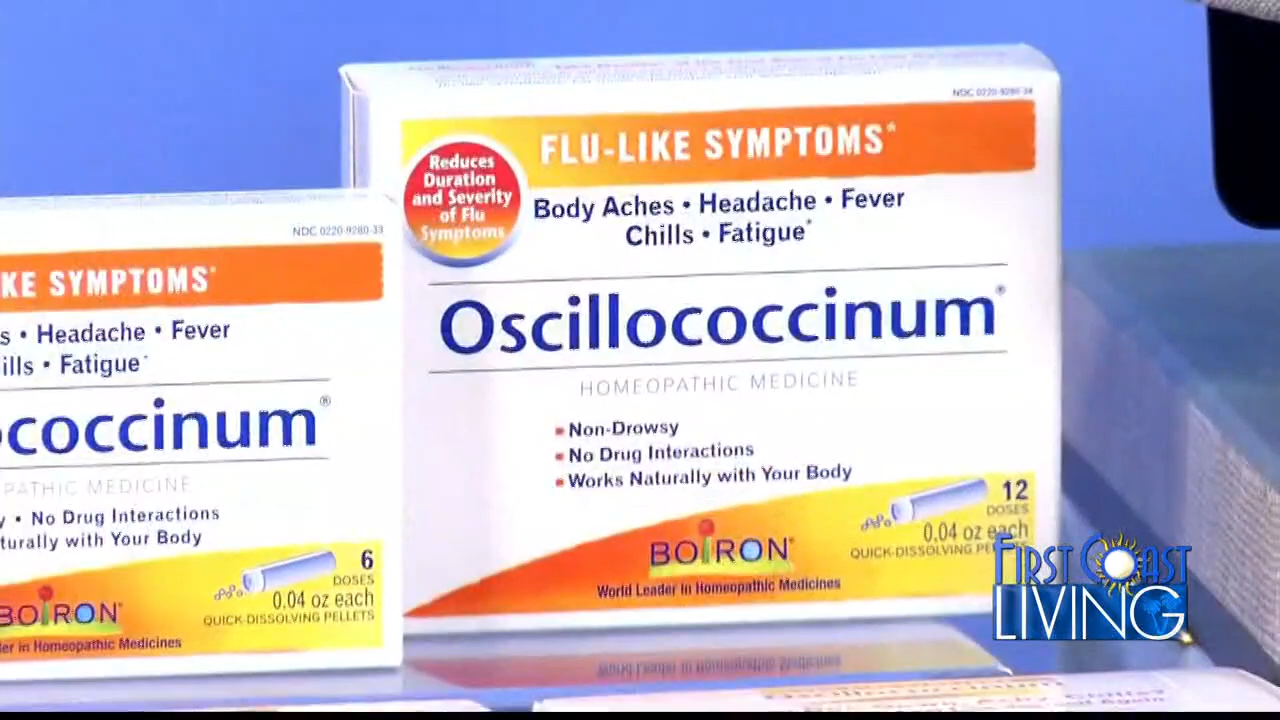 NDC 0220-9280-33
KE SYMPTOMS*
s • Headache • Fever
ills • Fatigue*
coccinum®
PATHIC MEDICINE
y • No Drug Interactions
turally with Your Body
6
DOSES
0.04 oz each
QUICK-DISSOLVING PELLETS
BOIRON®
er in Homeopathic Medicines
FLU-LIKE SYMPTOMS*
Reduces
Duration
and Severity
of Flu
Symptoms
Body Aches • Headache • Fever
Chills • Fatigue*
Oscillococcinum®
HOMEOPATHIC MEDICINE
Non-Drowsy
No Drug Interactions
Works Naturally with Your Body
12
DOSES
0.04 oz each
QUICK-DISSOLVING PE
BOIRON®
World Leader in Homeopathic Medicines
FIRST COAST
LIVING